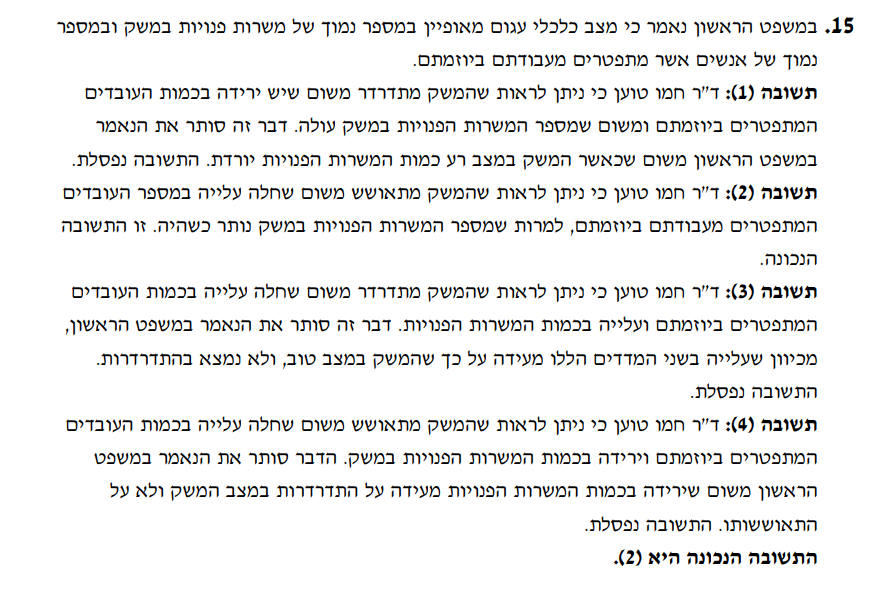 15. במשפט הראשון נאמר כי מצב כלכלי עגום מאופיין במספר נמוך של משרות פנויות במשק ובמספר
נמוך של אנשים אשר מתפטרים מעבודתם ביוזמתם.
תשובה (1): ד"ר חמו טוען כי ניתן לראות שהמשק מתדרדר משום שיש ירידה בכמות העובדים
המתפטרים ביוזמתם ומשום שמספר המשרות הפנויות במשק עולה. דבר זה סותר את הנאמר
במשפט הראשון משום שכאשר המשק במצב רע כמות המשרות הפנויות יורדת. התשובה נפסלת.
תשובה (2): ד"ר חמו טוען כי ניתן לראות שהמשק מתאושש משום שחלה עלייה במספר העובדים
המתפטרים מעבודתם ביוזמתם, למרות שמספר המשרות הפנויות במשק נותר כשהיה. זו התשובה
הנכונה.
תשובה (3): ד"ר חמו טוען כי ניתן לראות שהמשק מתדרדר משום שחלה עלייה בכמות העובדים
המתפטרים ביוזמתם ועלייה בכמות המשרות הפנויות. דבר זה סותר את הנאמר במשפט הראשון,
מכיוון שעלייה בשני המדדים הללו מעידה על כך שהמשק במצב טוב, ולא נמצא בהתדרדרות.
התשובה נפסלת.
תשובה (4): ד"ר חמו טוען כי ניתן לראות שהמשק מתאושש משום שחלה עלייה בכמות העובדים
המתפטרים ביוזמתם וירידה בכמות המשרות הפנויות במשק. הדבר סותר את הנאמר במשפט
הראשון משום שירידה בכמות המשרות הפנויות מעידה על התדרדרות במצב המשק ולא על
התאוששותו. התשובה נפסלת.
התשובה הנכונה היא (2).